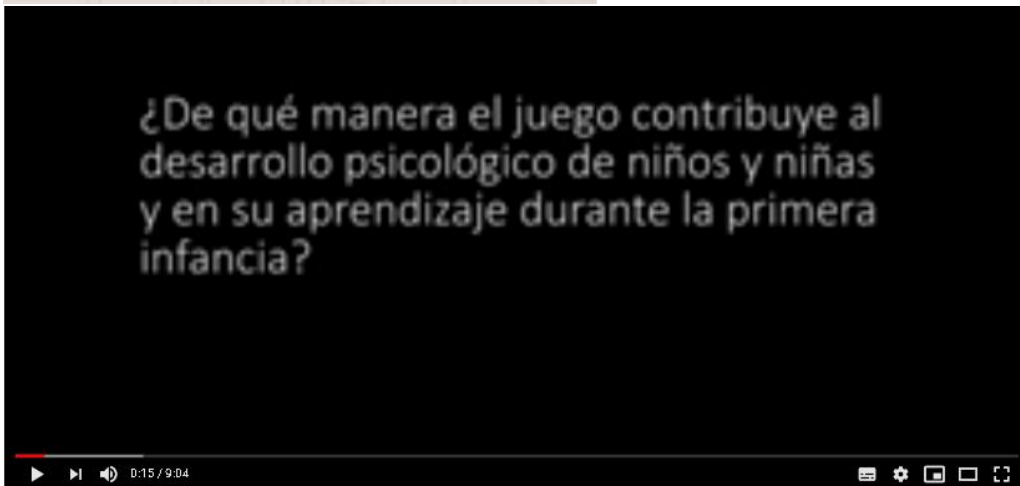 ¿De qué manera el juego contribuye al
desarrollo psicológico de niños y niñas
y en su aprendizaje durante la primera
infancia?
0:15 / 9:04